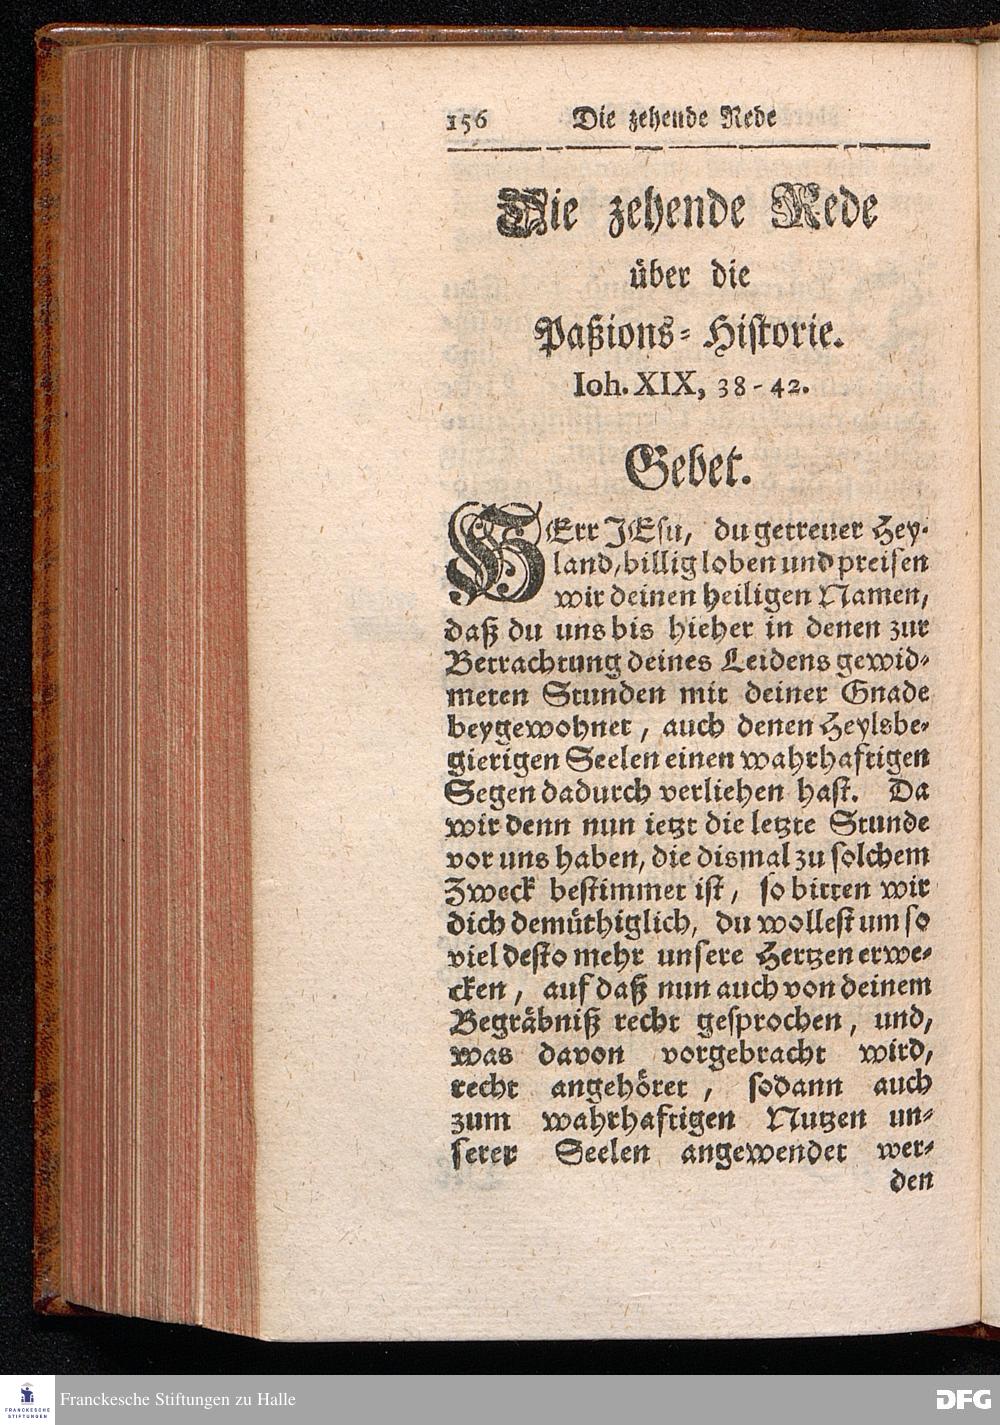 156 Die zehende Rede
Die zehende Rede
über die
Paßions-Historie.
Ioh. XIX, 38-42.
Gebet.
HErr JEsu, du getreuer Hey-
land, billig loben und preisen
wir deinen heiligen Namen,
daß du uns bis hieher in denen zur
Betrachtung deines Leidens gewid-
meten Stunden mit deiner Gnade
beygewohnet, auch denen Heylsbe-
gierigen Seelen einen wahrhaftigen
Segen dadurch verliehen hast. Da
wir denn nun ietzt die letzte Stunde
vor uns haben, die dismal zu solchem
Zweck bestimmet ist, so bitten wir
dich demüthiglich, du wollest um so
viel desto mehr unsere Hertzen erwe-
cken, auf daß nun auch von deinem
Begräbniß recht gesprochen, und,
was davon vorgebracht wird,
recht angehöret, sodann auch
zum wahrhaftigen Nutzen un-
serer Seelen angewendet wer-
den
FRANCKESCHE STIFTUNGEN
Franckesche Stiftungen zu Halle
DFG